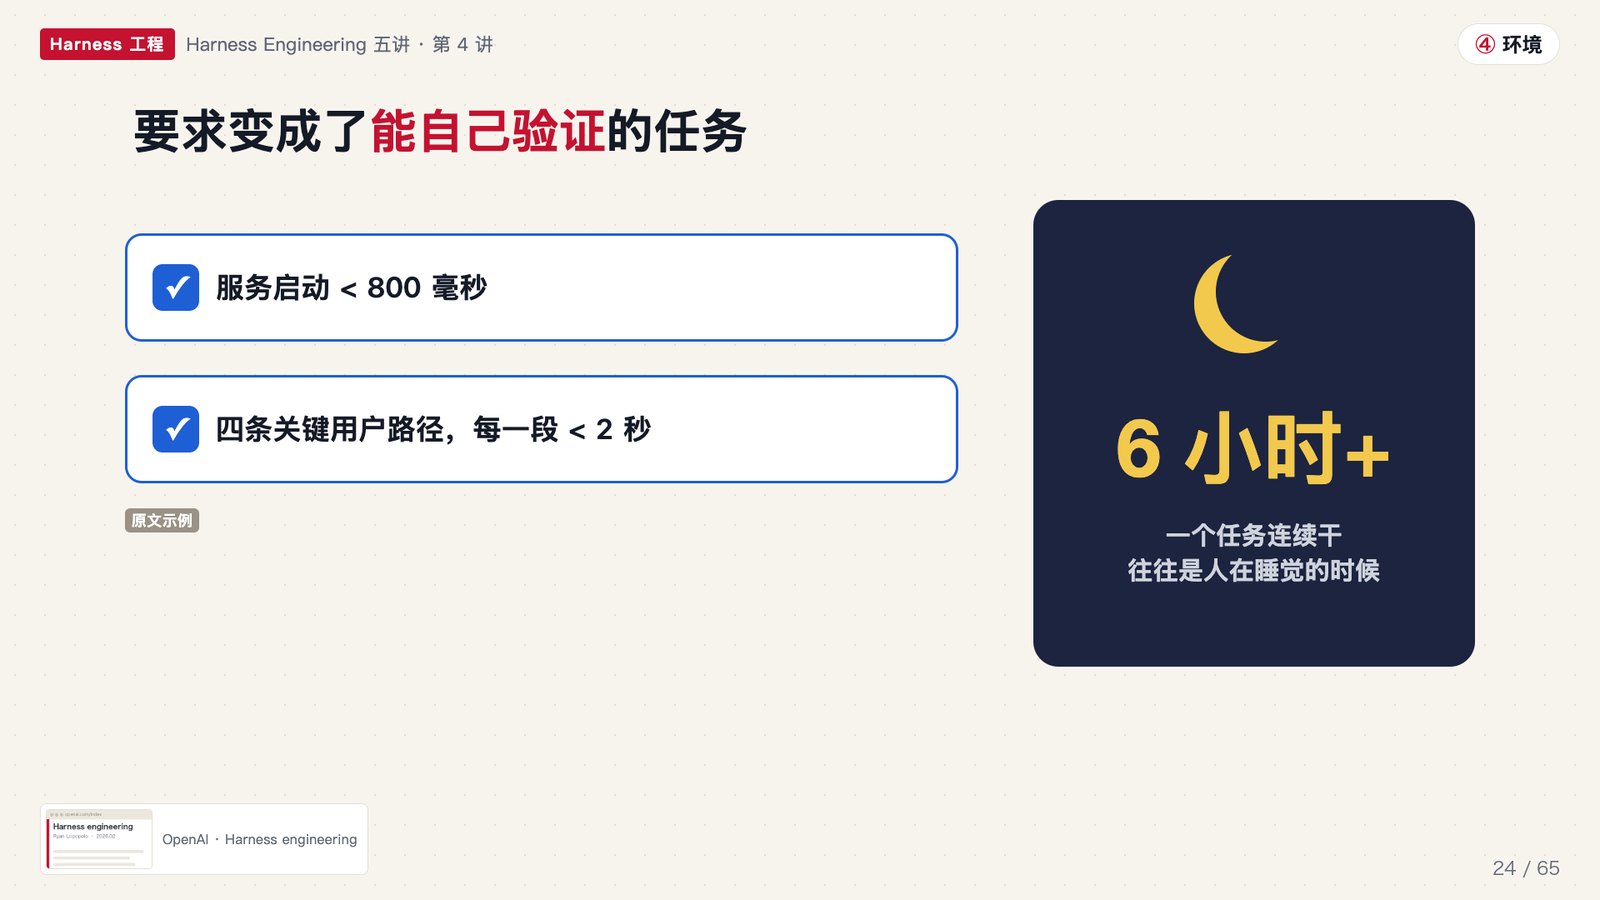 Harness 工程 Harness Engineering 五讲 · 第 4 讲
④ 环境
要求变成了能自己验证的任务
服务启动 < 800 毫秒
四条关键用户路径，每一段 < 2 秒
原文示例
6 小时+
一个任务连续干
往往是人在睡觉的时候
Harness engineering
OpenAI · Harness engineering
24 / 65